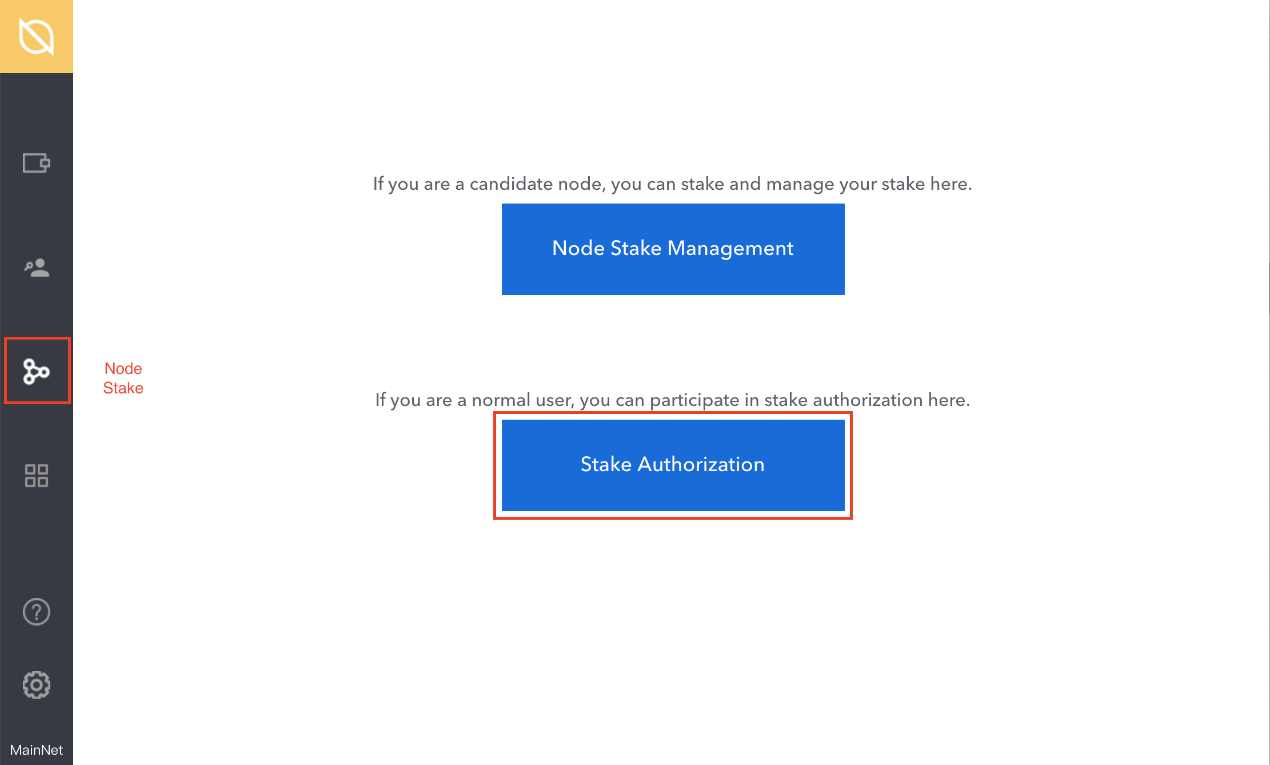 If you are a candidate node, you can stake and manage your stake here.
Node Stake Management
Node
Stake
If you are a normal user, you can participate in stake authorization here.
Stake Authorization
?
MainNet